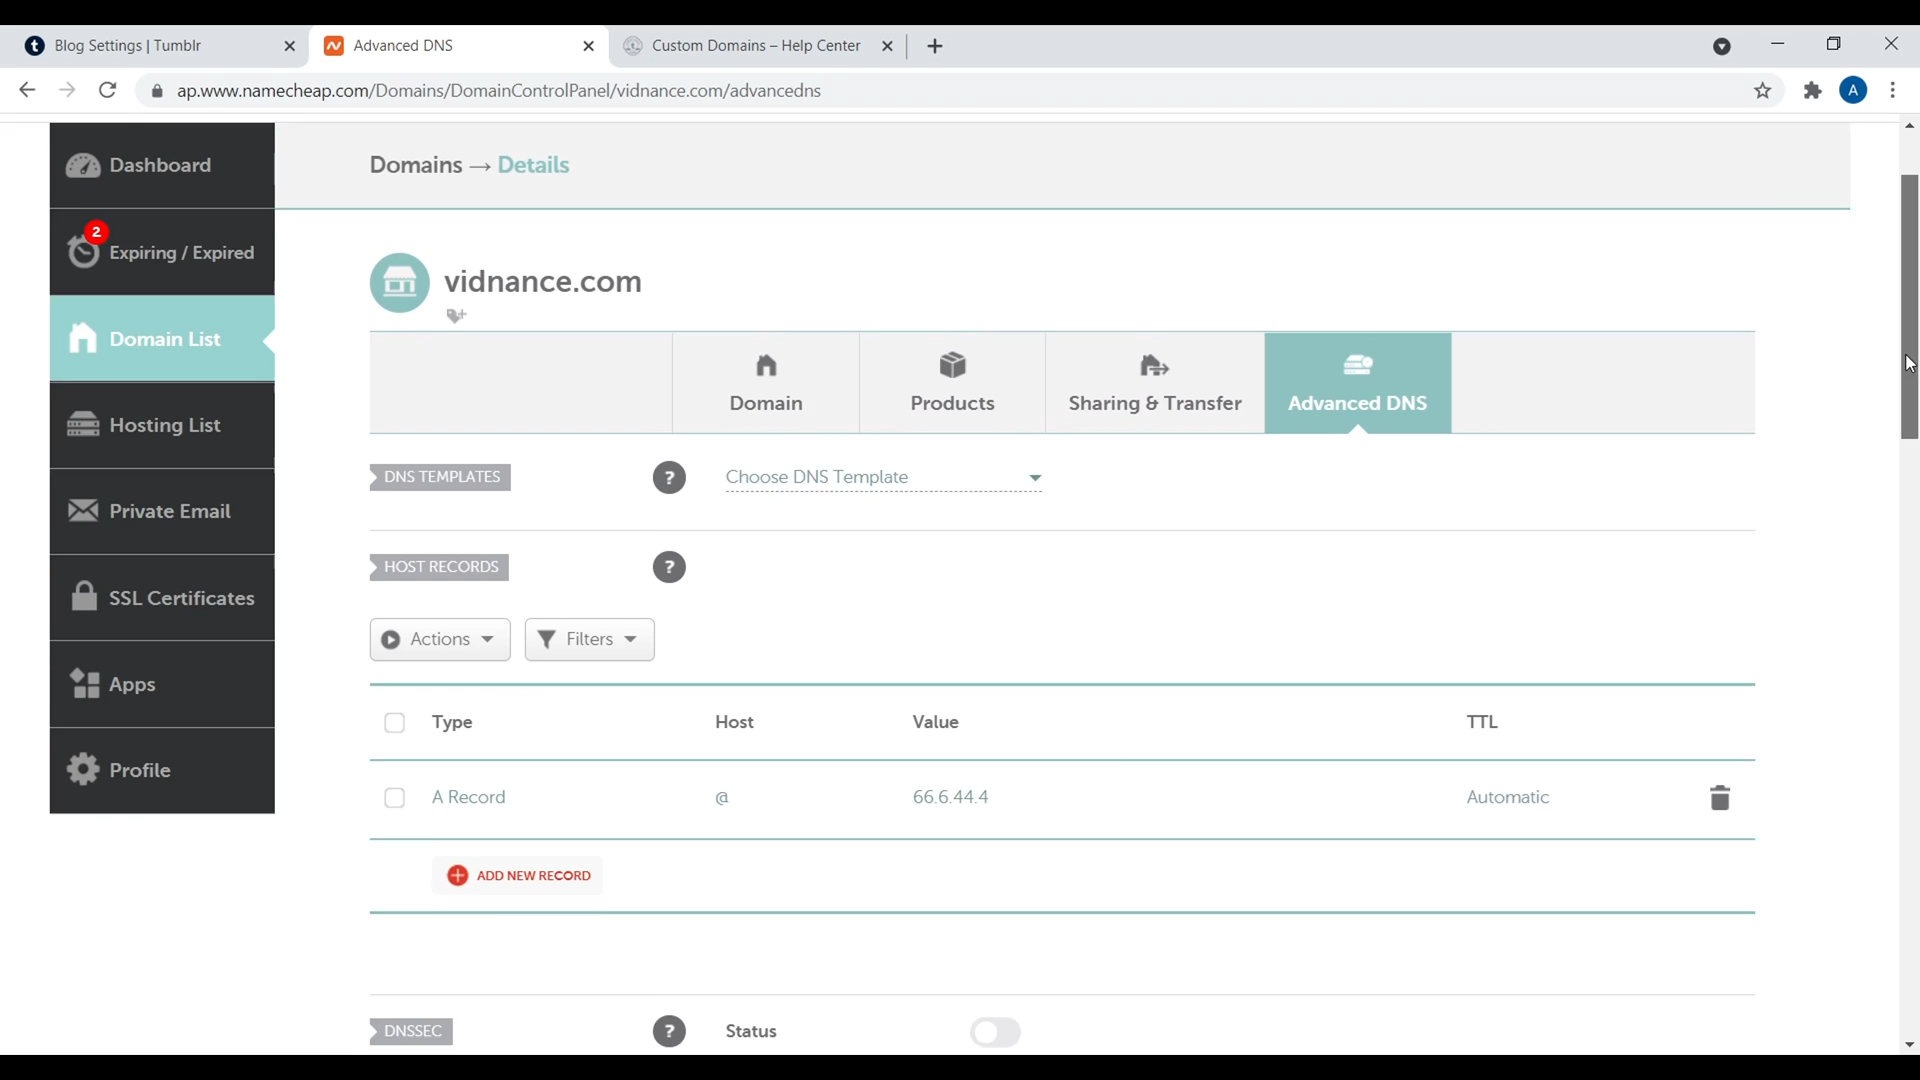 Blog Settings | Tumblr
Advanced DNS
Custom Domains – Help Center
ap.www.namecheap.com/Domains/DomainControlPanel/vidnance.com/advancedns
A
Dashboard
Domains → Details
2
Expiring / Expired
vidnance.com
Domain List
Domain
Products
Sharing & Transfer
Advanced DNS
Hosting List
DNS TEMPLATES
?
Choose DNS Template
Private Email
HOST RECORDS
?
SSL Certificates
Actions
Filters
Apps
Type
Host
Value
TTL
Profile
A Record
@
66.6.44.4
Automatic
ADD NEW RECORD
DNSSEC
?
Status